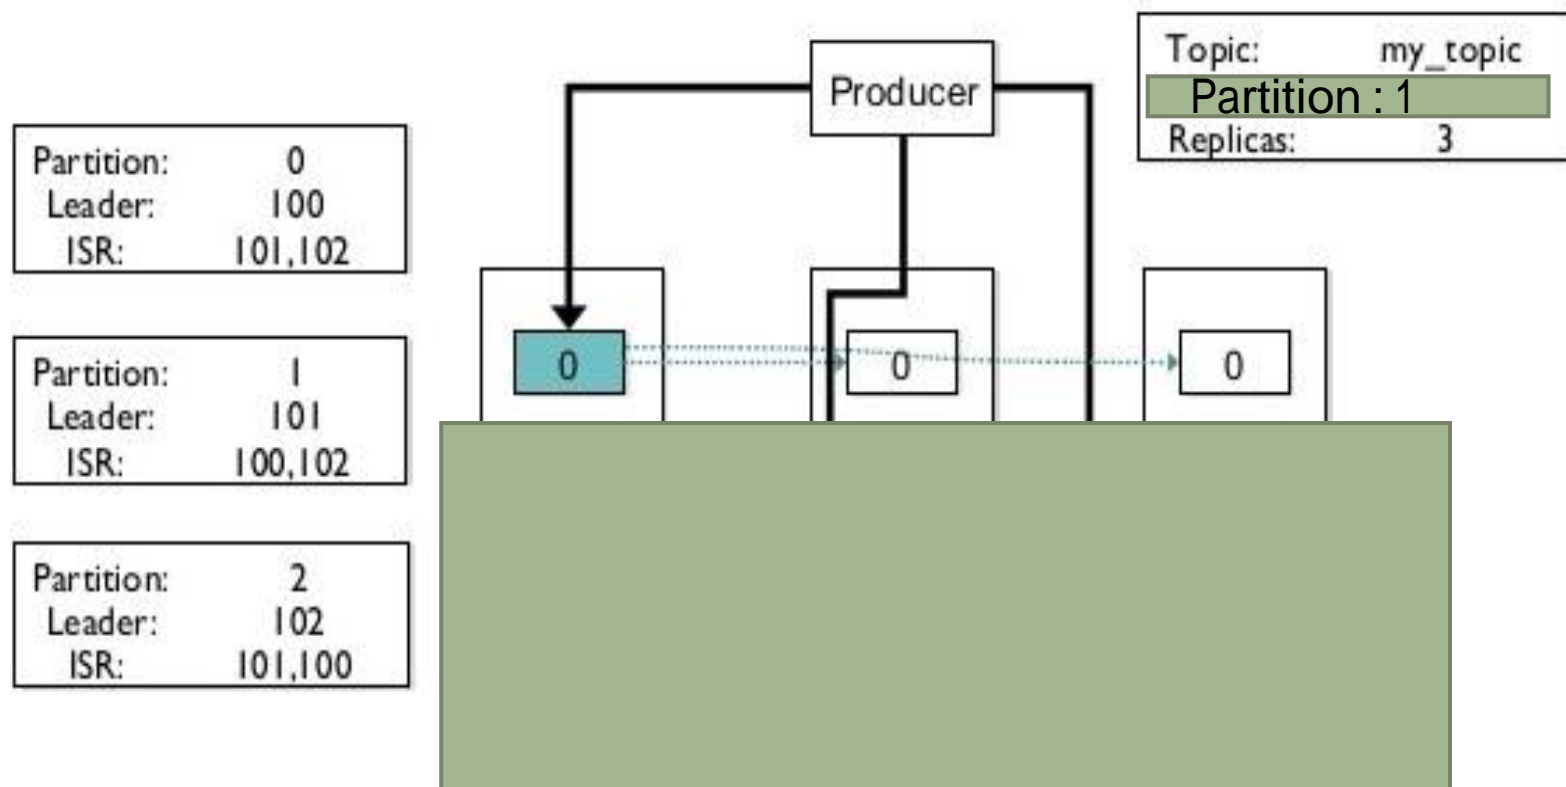 Producer
Topic: my_topic
Partition : 1
Replicas: 3
Partition: 0
Leader: 100
ISR: 101,102
0
0
0
Partition: 1
Leader: 101
ISR: 100,102
Partition: 2
Leader: 102
ISR: 101,100